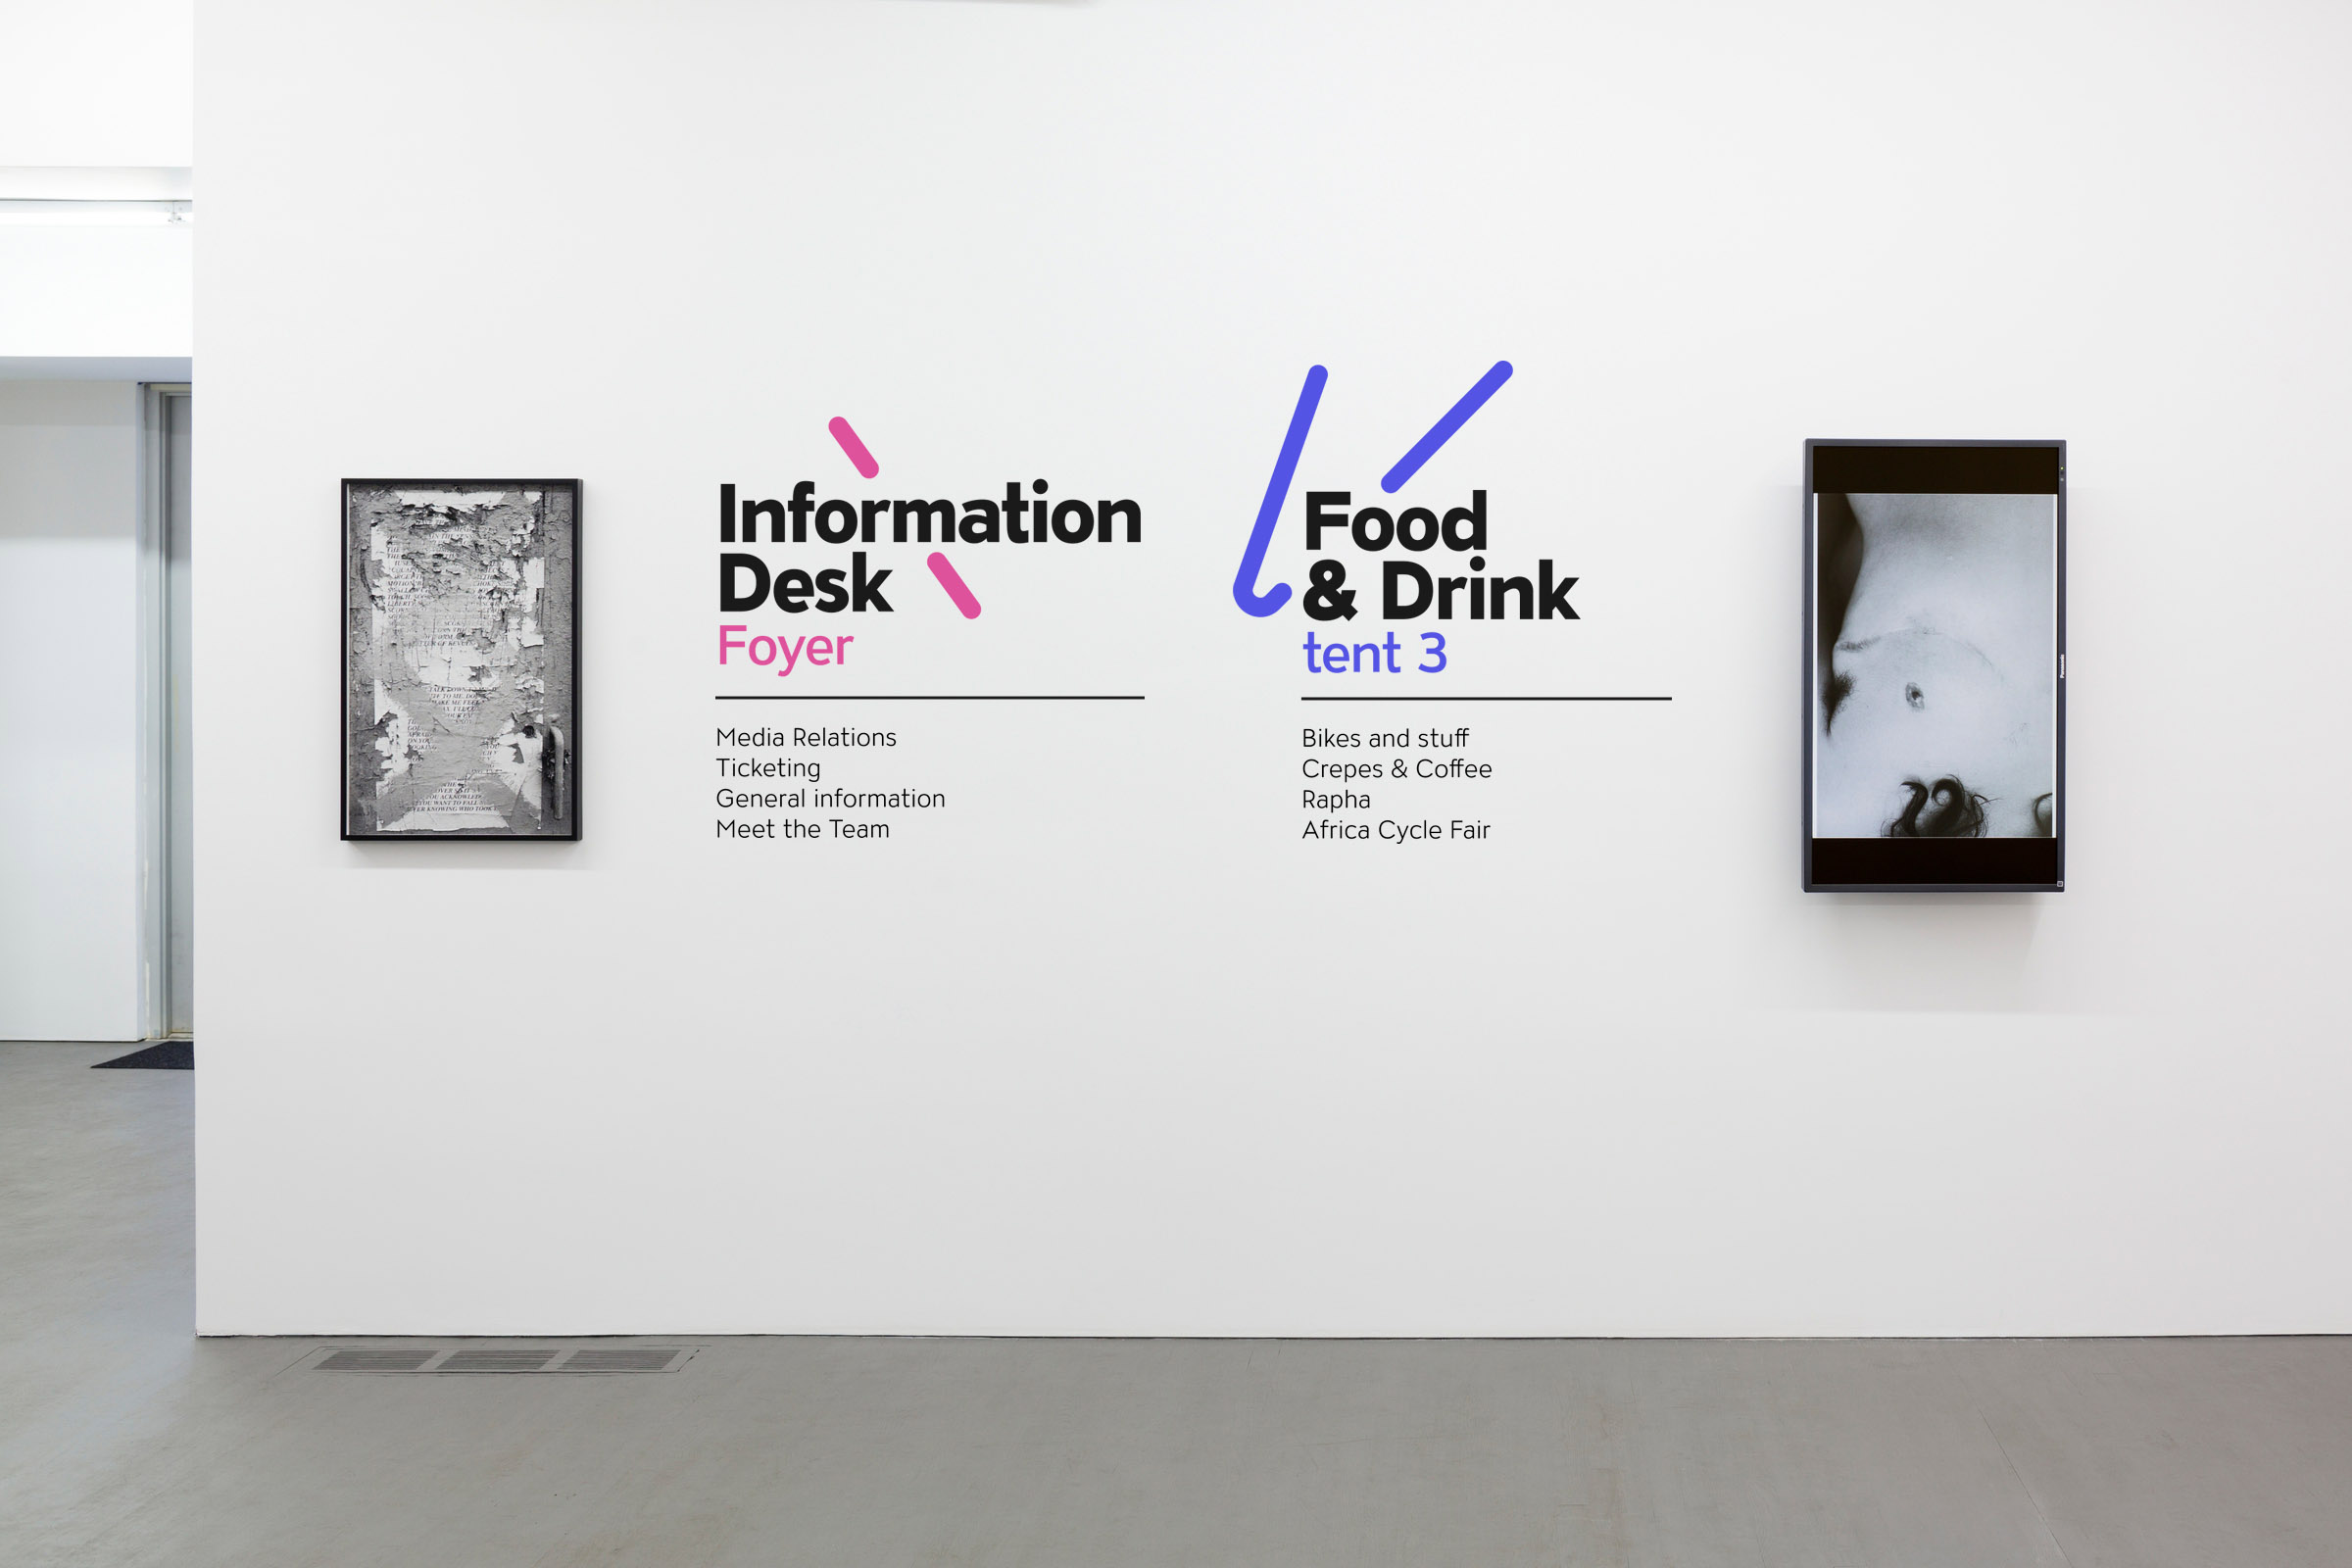 Information
Desk
Foyer
Media Relations
Ticketing
General information
Meet the Team
Food
& Drink
tent 3
Bikes and stuff
Crepes & Coffee
Rapha
Africa Cycle Fair
Panasonic